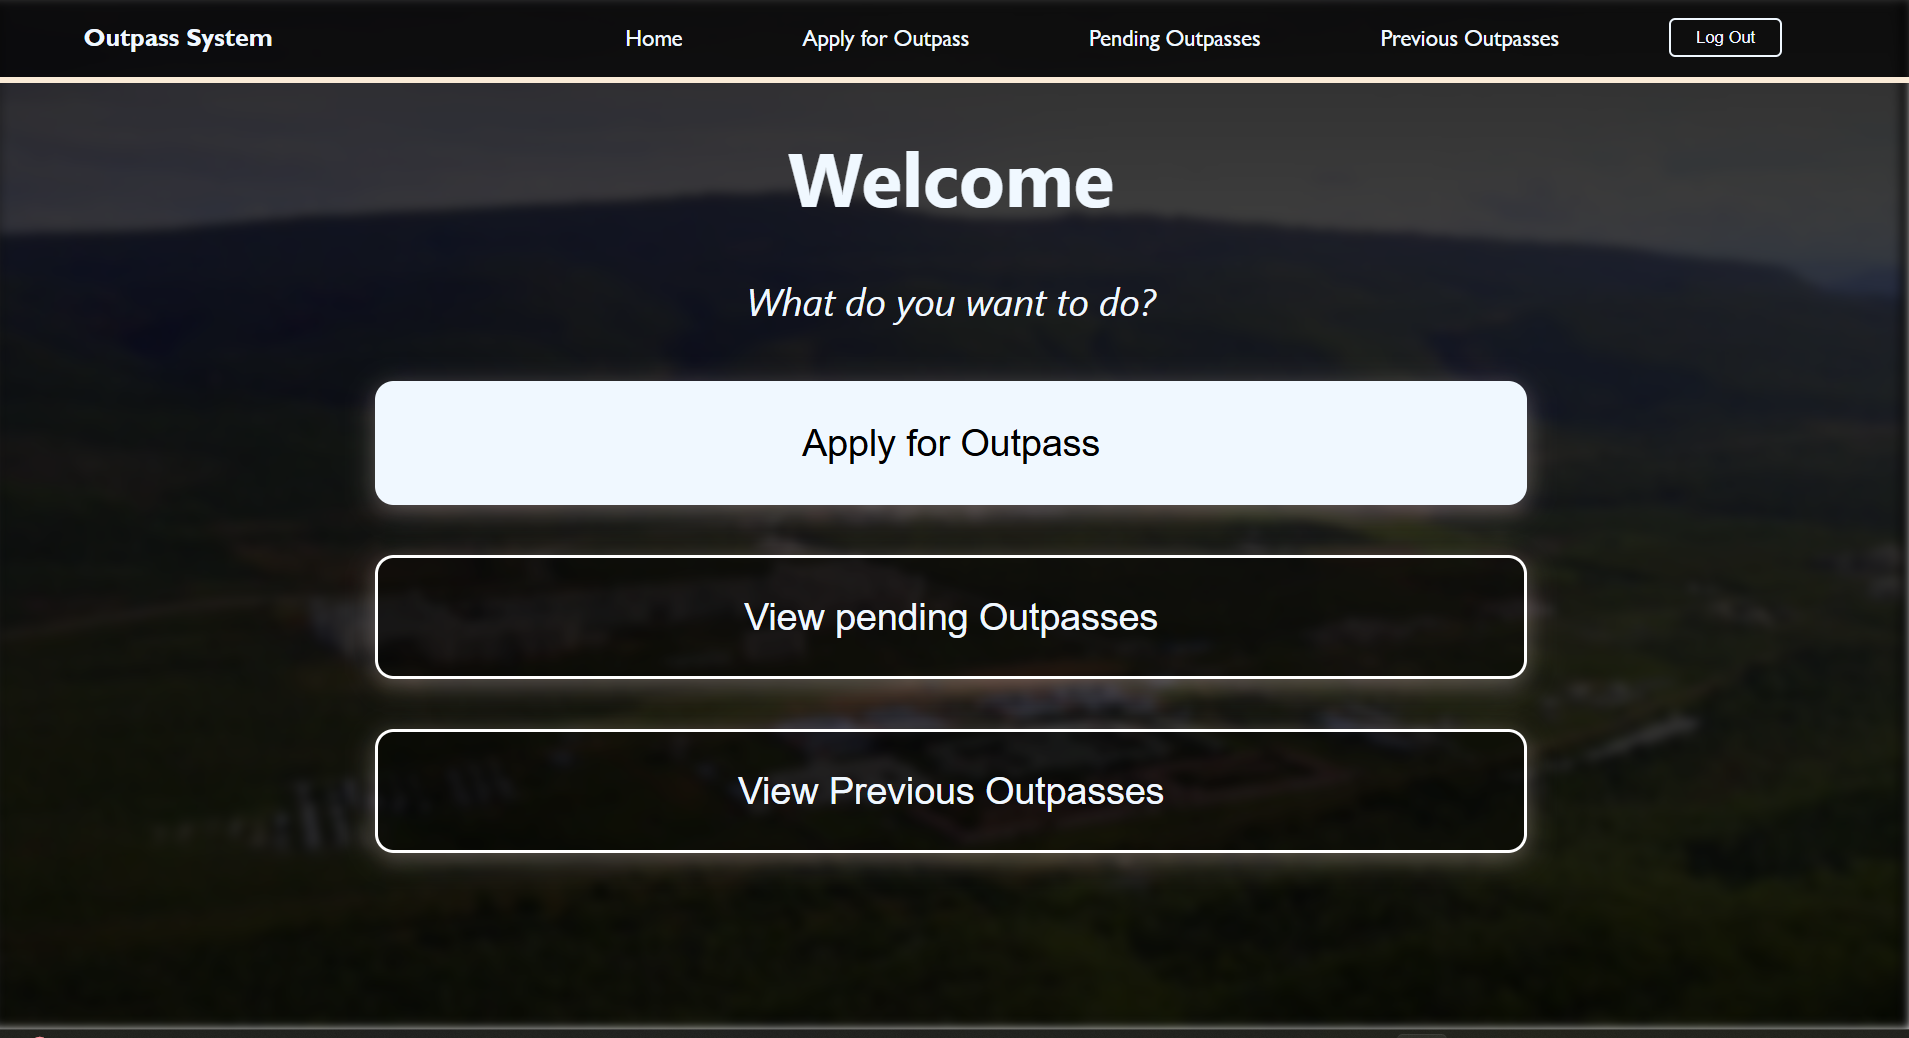 Outpass System
Home
Apply for Outpass
Pending Outpasses
Previous Outpasses
Log Out
Welcome
What do you want to do?
Apply for Outpass
View pending Outpasses
View Previous Outpasses